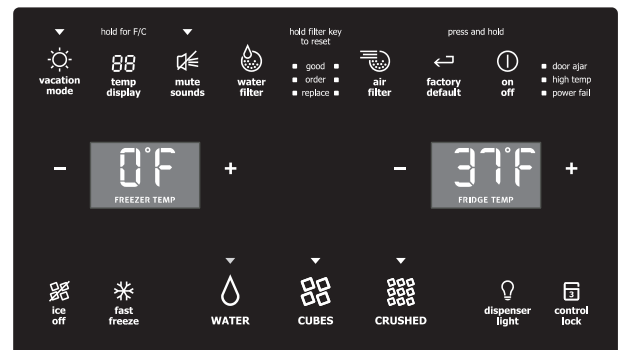 hold for F/C
hold filter key
to reset
press and hold
88
vacation
mode
temp
display
mute
sounds
water
filter
good
order
replace
air
filter
factory
default
on
off
door ajar
high temp
power fail
- 0°F +
FREEZER TEMP
- 37°F +
FRIDGE TEMP
ice
off
fast
freeze
WATER
CUBES
CRUSHED
dispenser
light
3
control
lock